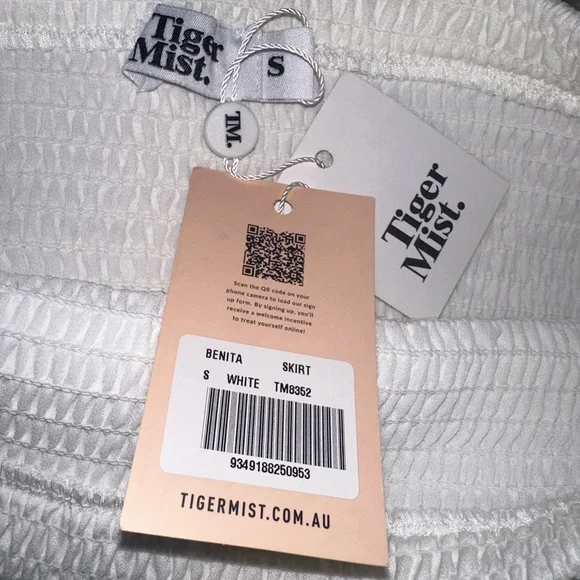 Tiger
Mist.
S
TM.
Tiger
Mist.
Scan the QR code on your
phone camera to load our sign
up form. By signing up, you'll
receive a welcome incentive
to treat yourself online!
BENITA SKIRT
S WHITE TM8352
9349188250953
TIGERMIST.COM.AU